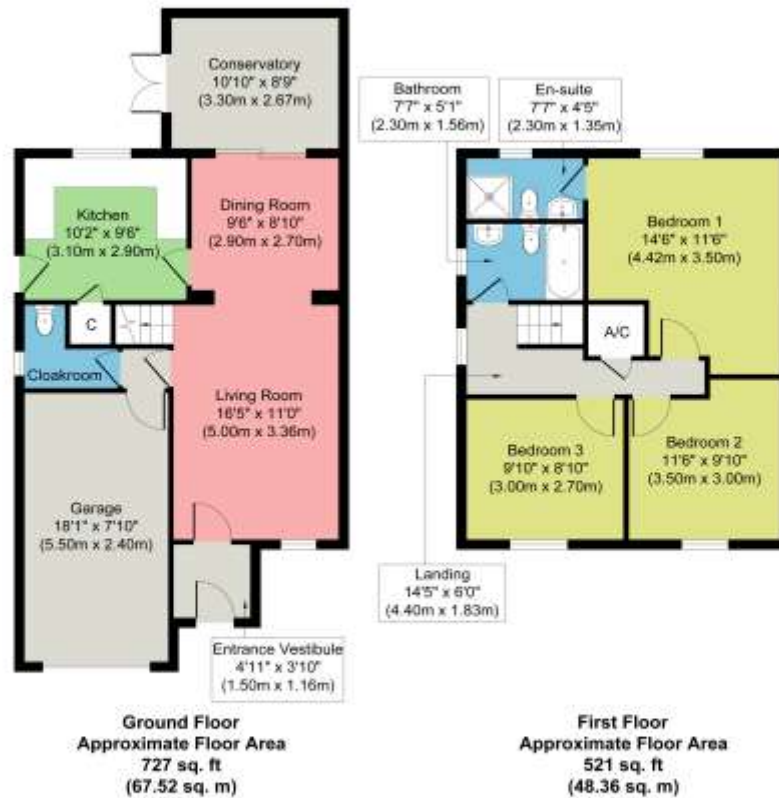 Conservatory
10'10" x 8'9"
(3.30m x 2.67m)
Kitchen
10'2" x 9'6"
(3.10m x 2.90m)
Dining Room
9'6" x 8'10"
(2.90m x 2.70m)
C
Cloakroom
Living Room
16'5" x 11'0"
(5.00m x 3.36m)
Garage
18'1" x 7'10"
(5.50m x 2.40m)
Entrance Vestibule
4'11" x 3'10"
(1.50m x 1.16m)
Ground Floor
Approximate Floor Area
727 sq. ft
(67.52 sq. m)
Bathroom
7'7" x 5'1"
(2.30m x 1.56m)
En-suite
7'7" x 4'5"
(2.30m x 1.35m)
Bedroom 1
14'6" x 11'6"
(4.42m x 3.50m)
A/C
Bedroom 3
9'10" x 8'10"
(3.00m x 2.70m)
Bedroom 2
11'6" x 9'10"
(3.50m x 3.00m)
Landing
14'5" x 6'0"
(4.40m x 1.83m)
First Floor
Approximate Floor Area
521 sq. ft
(48.36 sq. m)